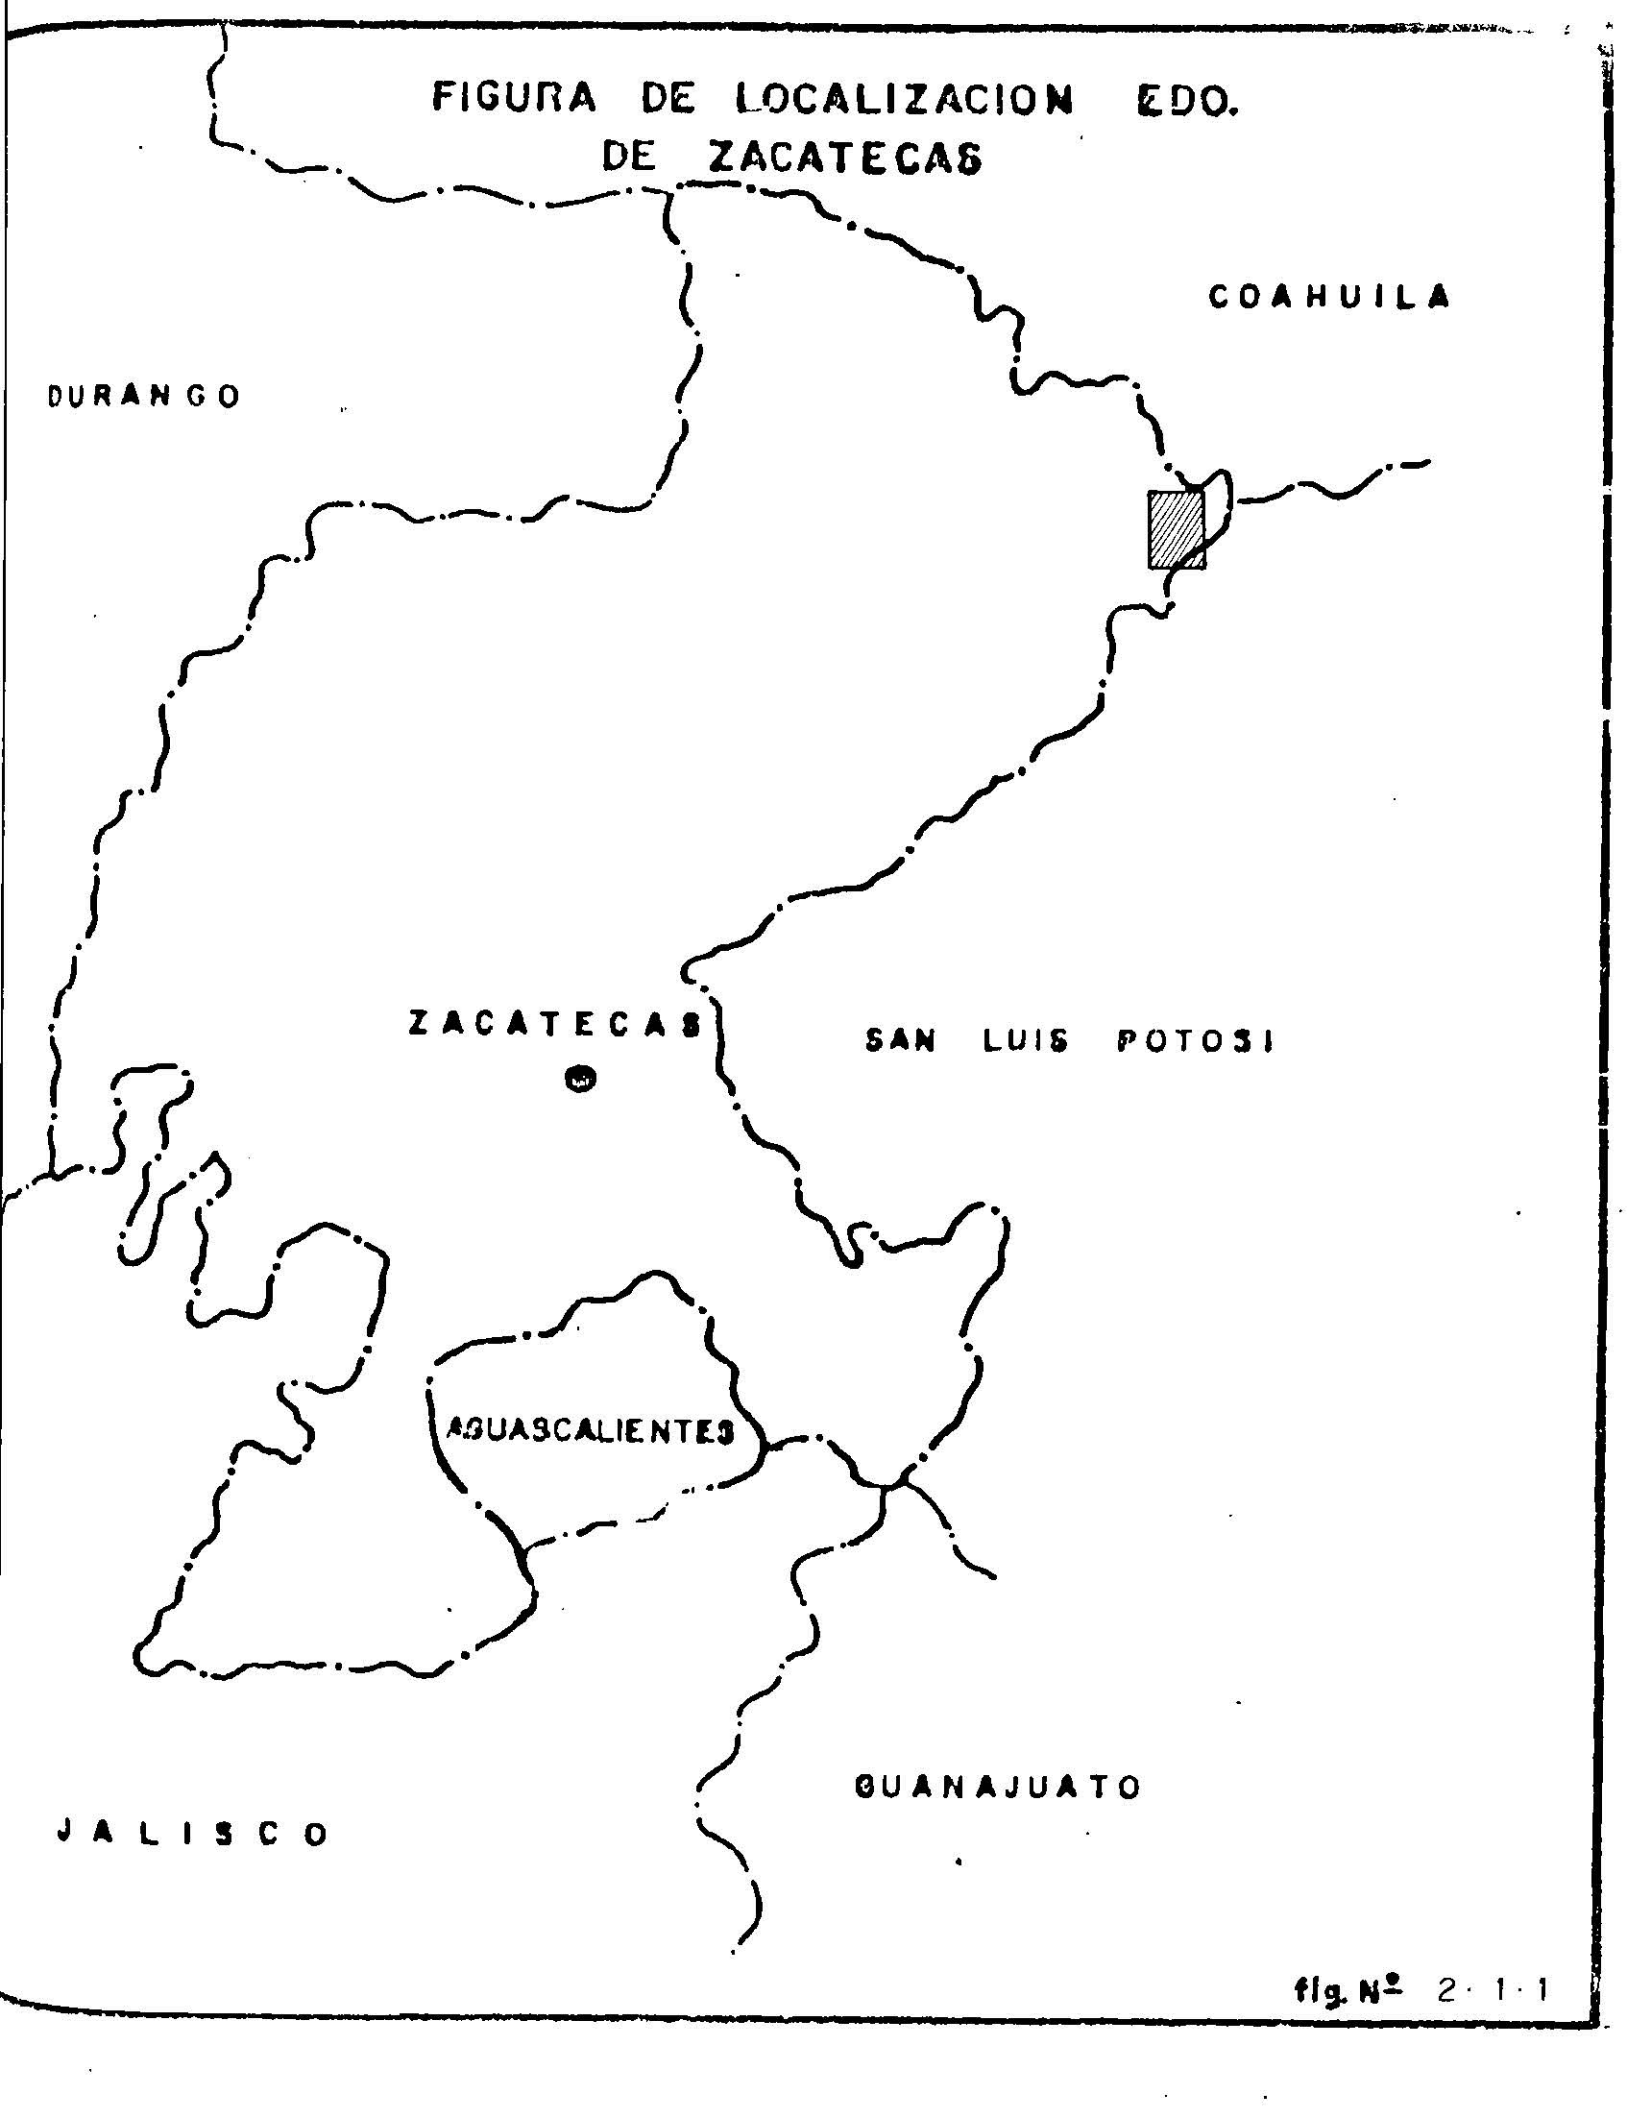 FIGURA DE LOCALIZACION EDO.
DE ZACATECAS
COAHUILA
DURANGO
ZACATECAS
SAN LUIS POTOSI
AGUASCALIENTES
GUANAJUATO
JALISCO
fig. Nº 2·1·1